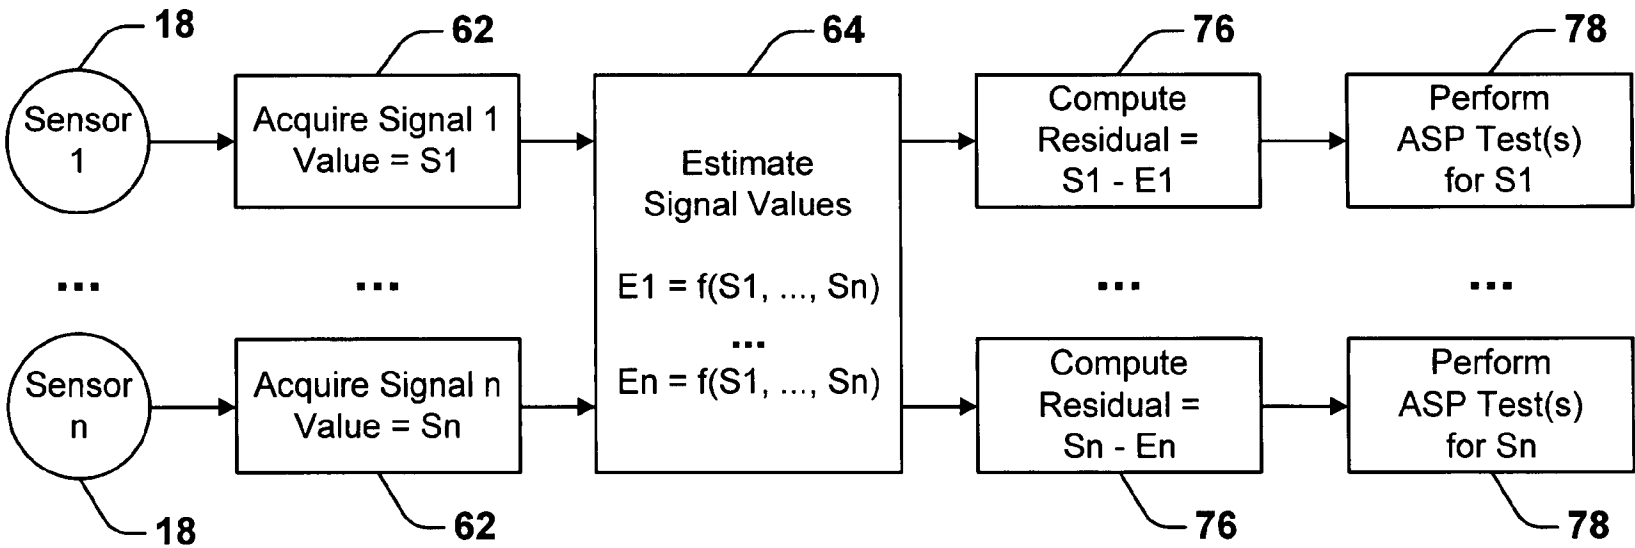 18
62
64
76
78
Sensor
1
Acquire Signal 1
Value = S1
Estimate
Signal Values
E1 = f(S1, ..., Sn)
...
En = f(S1, ..., Sn)
Compute
Residual =
S1 - E1
Perform
ASP Test(s)
for S1
...
...
...
...
Sensor
n
Acquire Signal n
Value = Sn
Compute
Residual =
Sn - En
Perform
ASP Test(s)
for Sn
18
62
76
78